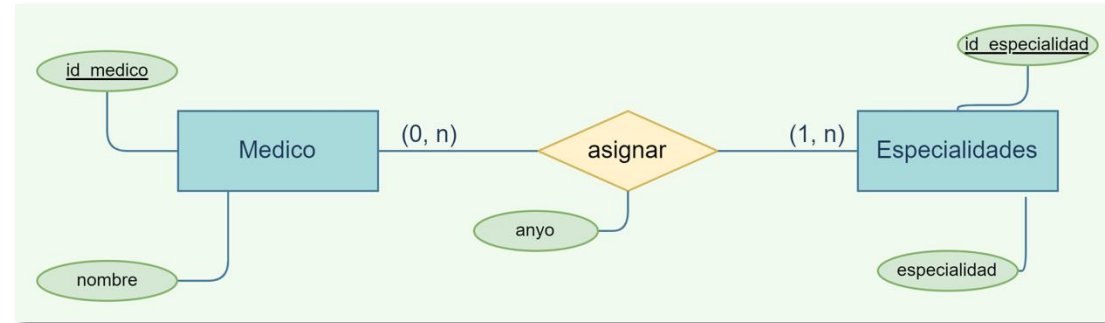 id_especialidad
id_medico
Medico
(0, n)
asignar
(1, n)
Especialidades
anyo
nombre
especialidad